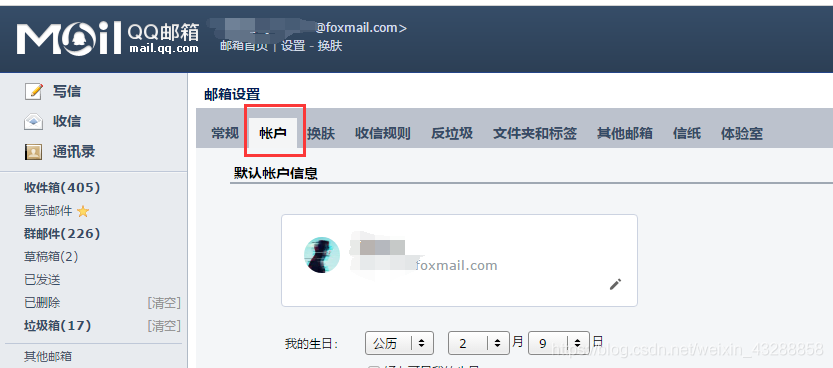 MOil QQ邮箱 mail.qq.com
@foxmail.com>
邮箱首页 | 设置 - 换肤
写信
收信
通讯录
收件箱(405)
星标邮件
群邮件(226)
草稿箱(2)
已发送
已删除 [清空]
垃圾箱(17) [清空]
其他邮箱
邮箱设置
常规 帐户 换肤 收信规则 反垃圾 文件夹和标签 其他邮箱 信纸 体验室
默认帐户信息
foxmail.com
我的生日： 公历 2 月 9 日
https://blog.csdn.net/weixin_43288858